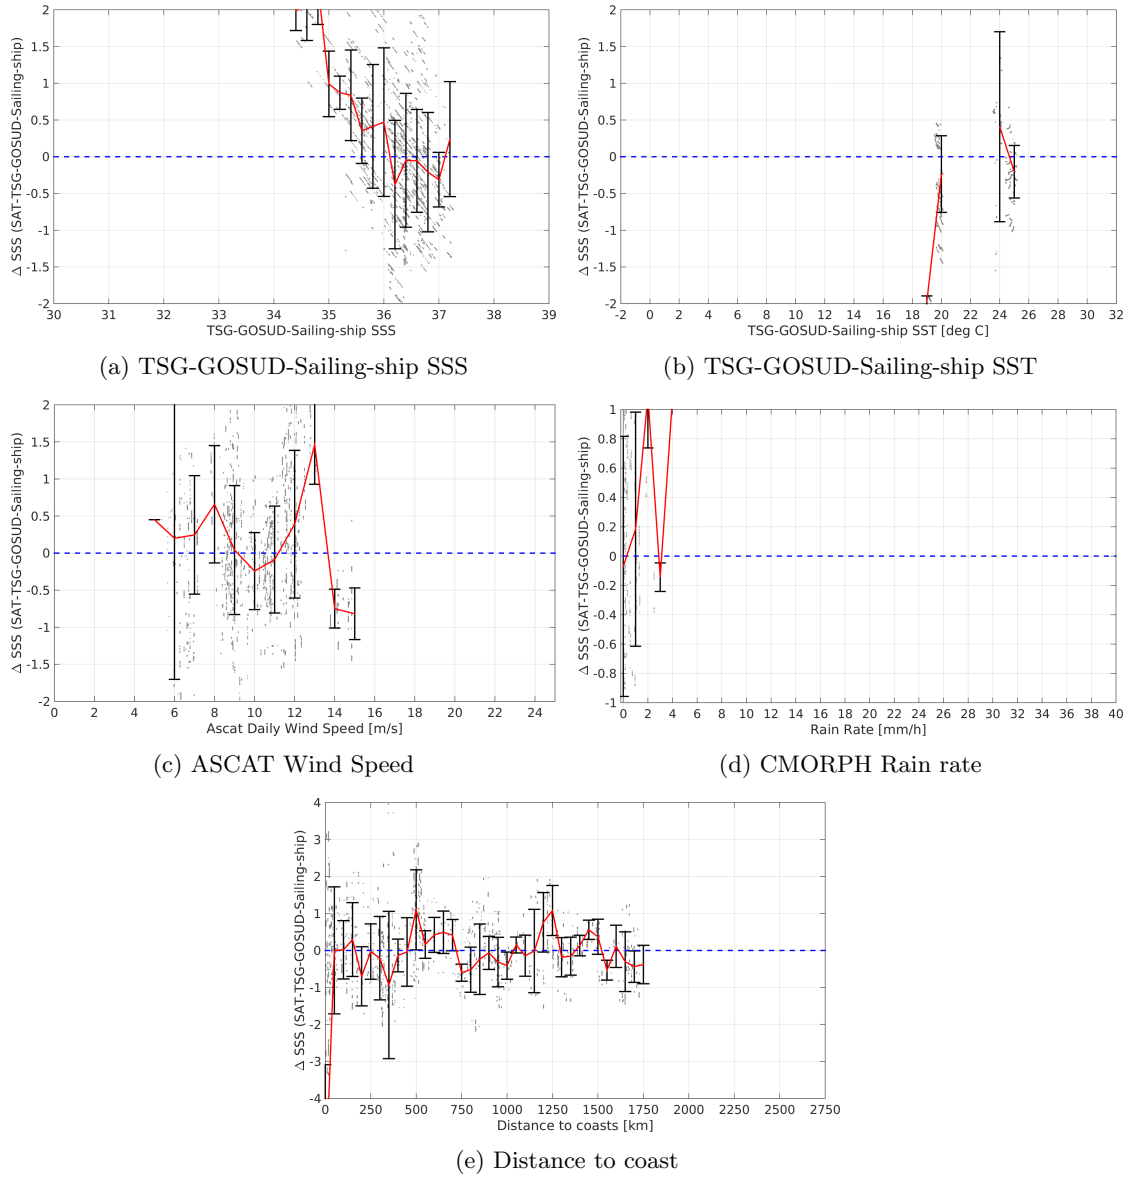 2
1.5
1
0.5
0
-0.5
-1
-1.5
-2
30 31 32 33 34 35 36 37 38 39
Δ SSS (SAT-TSG-GOSUD-Sailing-ship)
TSG-GOSUD-Sailing-ship SSS
(a) TSG-GOSUD-Sailing-ship SSS
2
1.5
1
0.5
0
-0.5
-1
-1.5
-2
-2 0 2 4 6 8 10 12 14 16 18 20 22 24 26 28 30 32
Δ SSS (SAT-TSG-GOSUD-Sailing-ship)
TSG-GOSUD-Sailing-ship SST [deg C]
(b) TSG-GOSUD-Sailing-ship SST
2
1.5
1
0.5
0
-0.5
-1
-1.5
-2
0 2 4 6 8 10 12 14 16 18 20 22 24
Δ SSS (SAT-TSG-GOSUD-Sailing-ship)
Ascat Daily Wind Speed [m/s]
(c) ASCAT Wind Speed
1
0.8
0.6
0.4
0.2
0
-0.2
-0.4
-0.6
-0.8
-1
0 2 4 6 8 10 12 14 16 18 20 22 24 26 28 30 32 34 36 38 40
Δ SSS (SAT-TSG-GOSUD-Sailing-ship)
Rain Rate [mm/h]
(d) CMORPH Rain rate
4
3
2
1
0
-1
-2
-3
-4
0 250 500 750 1000 1250 1500 1750 2000 2250 2500 2750
Δ SSS (SAT-TSG-GOSUD-Sailing-ship)
Distance to coasts [km]
(e) Distance to coast